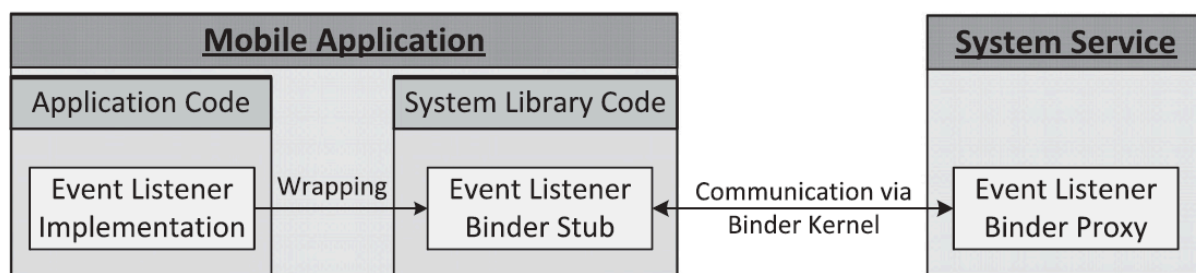 Mobile Application
System Service
Application Code
System Library Code
Event Listener
Implementation
Wrapping
Event Listener
Binder Stub
Communication via
Binder Kernel
Event Listener
Binder Proxy